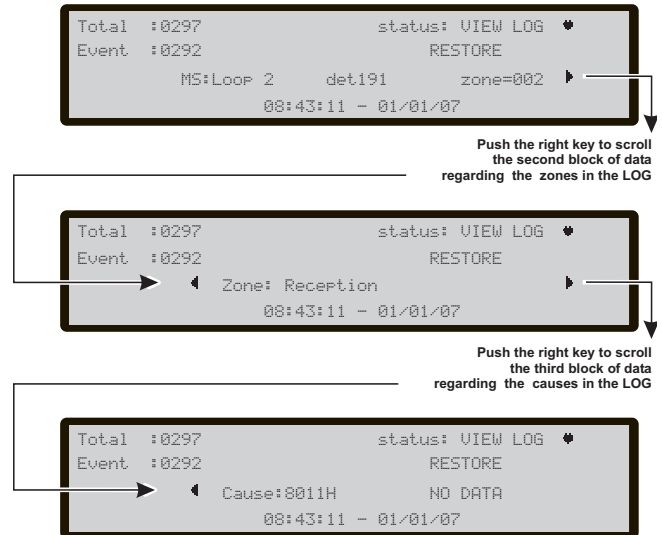 Total :0297 status: VIEW LOG
Event :0292 RESTORE
MS:Loop 2 det191 zone=002
08:43:11 - 01/01/07
Push the right key to scroll
the second block of data
regarding the zones in the LOG
Total :0297 status: VIEW LOG
Event :0292 RESTORE
Zone: Reception
08:43:11 - 01/01/07
Push the right key to scroll
the third block of data
regarding the causes in the LOG
Total :0297 status: VIEW LOG
Event :0292 RESTORE
Cause:8011H NO DATA
08:43:11 - 01/01/07